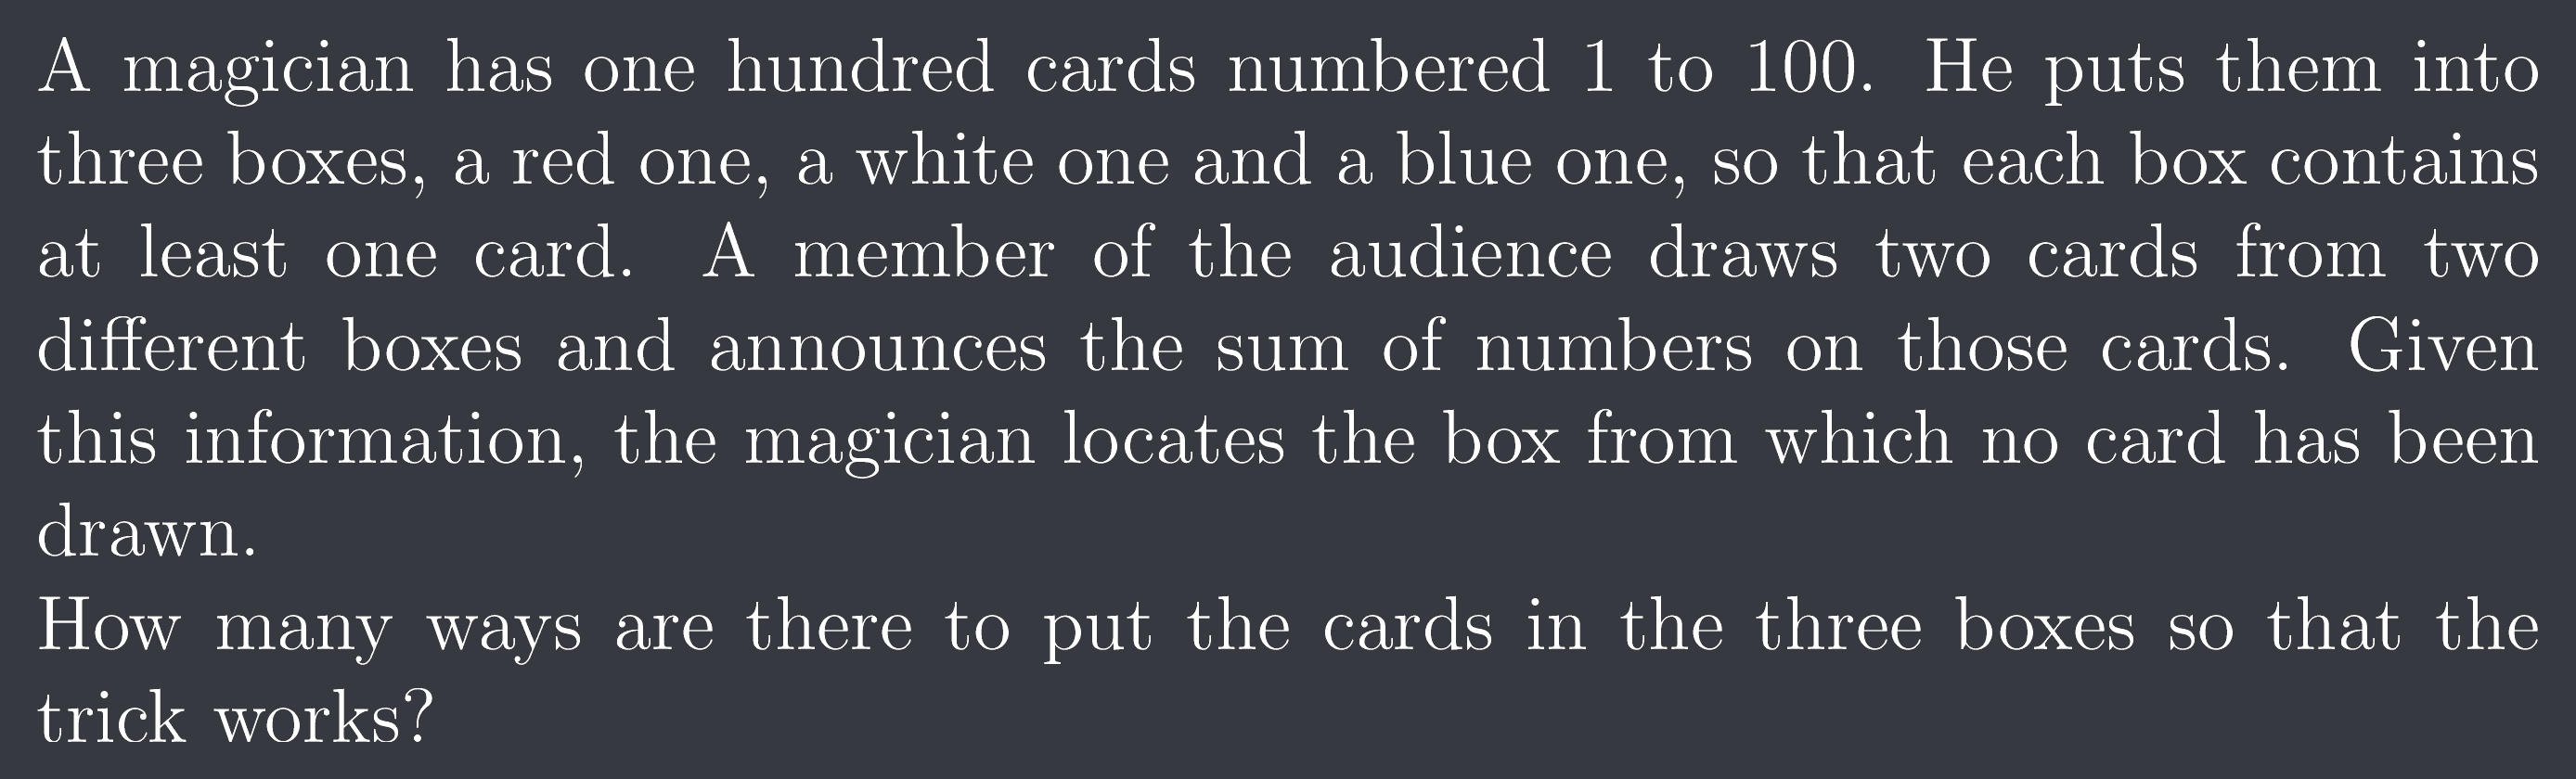 A magician has one hundred cards numbered 1 to 100. He puts them into
three boxes, a red one, a white one and a blue one, so that each box contains
at least one card. A member of the audience draws two cards from two
different boxes and announces the sum of numbers on those cards. Given
this information, the magician locates the box from which no card has been
drawn.
How many ways are there to put the cards in the three boxes so that the
trick works?